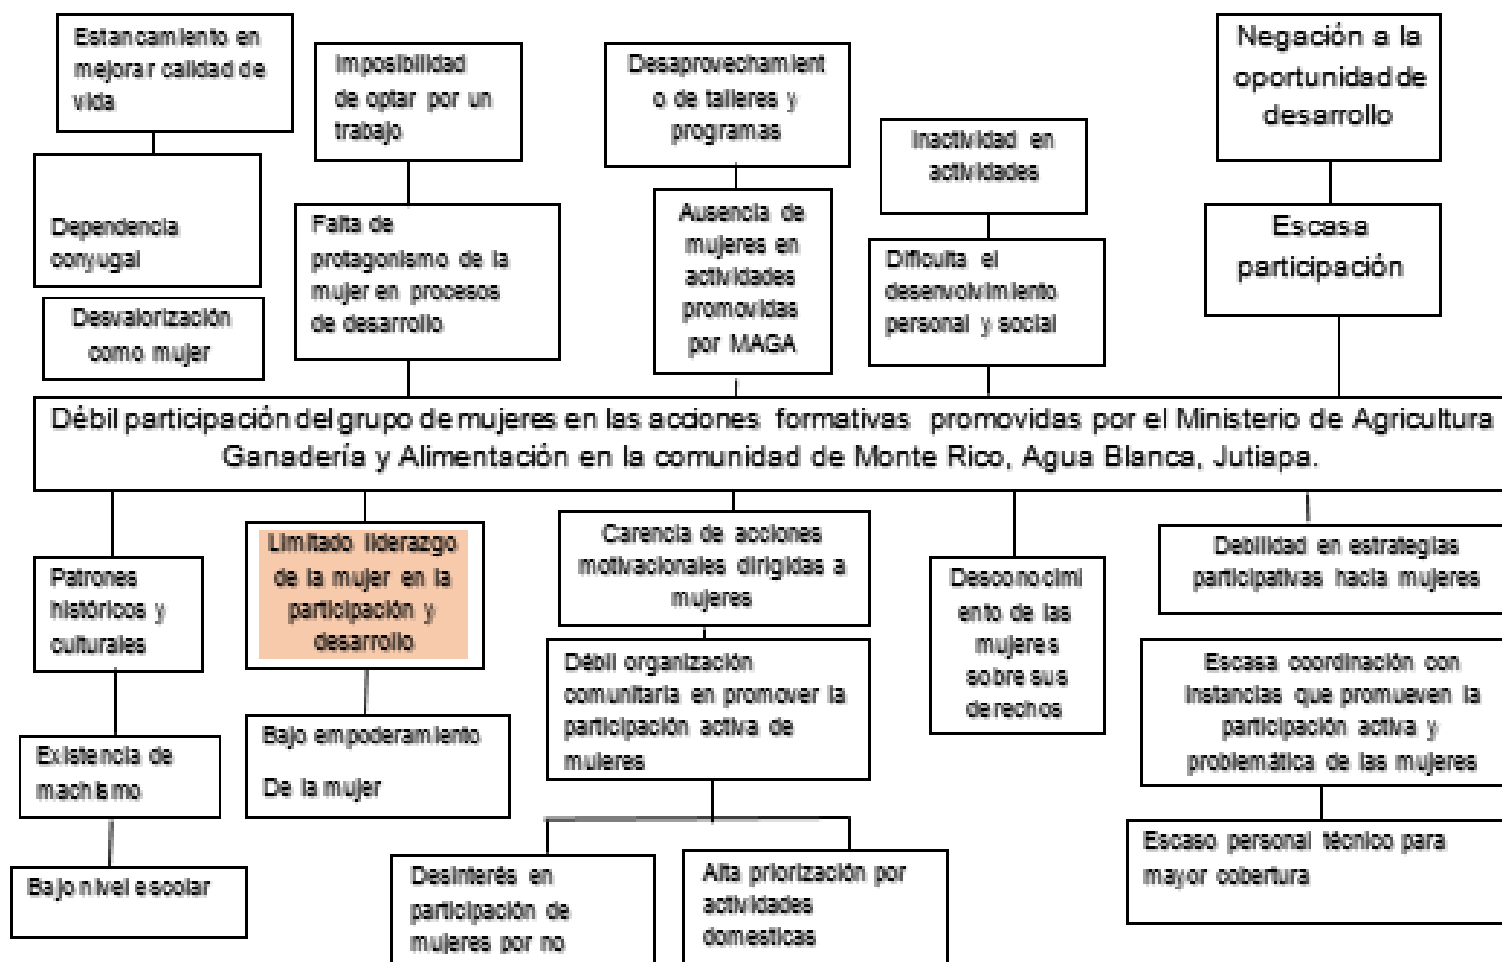 Estancamiento en
mejorar calidad de
vida
Imposibilidad
de optar por un
trabajo
Desaprovechamient
o de talleres y
programas
Inactividad en
actividades
Negación a la
oportunidad de
desarrollo
Dependencia
conyugal
Desvalorización
como mujer
Falta de
protagonismo de la
mujer en procesos
de desarrollo
Ausencia de
mujeres en
actividades
promovidas
por MAGA
Dificulta el
desenvolvimiento
personal y social
Escasa
participación
Débil participación del grupo de mujeres en las acciones formativas promovidas por el Ministerio de Agricultura
Ganadería y Alimentación en la comunidad de Monte Rico, Agua Blanca, Jutiapa.
Patrones
históricos y
culturales
Limitado liderazgo
de la mujer en la
participación y
desarrollo
Carencia de acciones
motivacionales dirigidas a
mujeres
Desconocimi
ento de las
mujeres
sobre sus
derechos
Debilidad en estrategias
participativas hacia mujeres
Existencia de
machismo
Bajo empoderamiento
De la mujer
Débil organización
comunitaria en promover la
participación activa de
mujeres
Escasa coordinación con
instancias que promueven la
participación activa y
problemática de las mujeres
Bajo nivel escolar
Desinterés en
participación de
mujeres por no
Alta priorización por
actividades
domesticas
Escaso personal técnico para
mayor cobertura